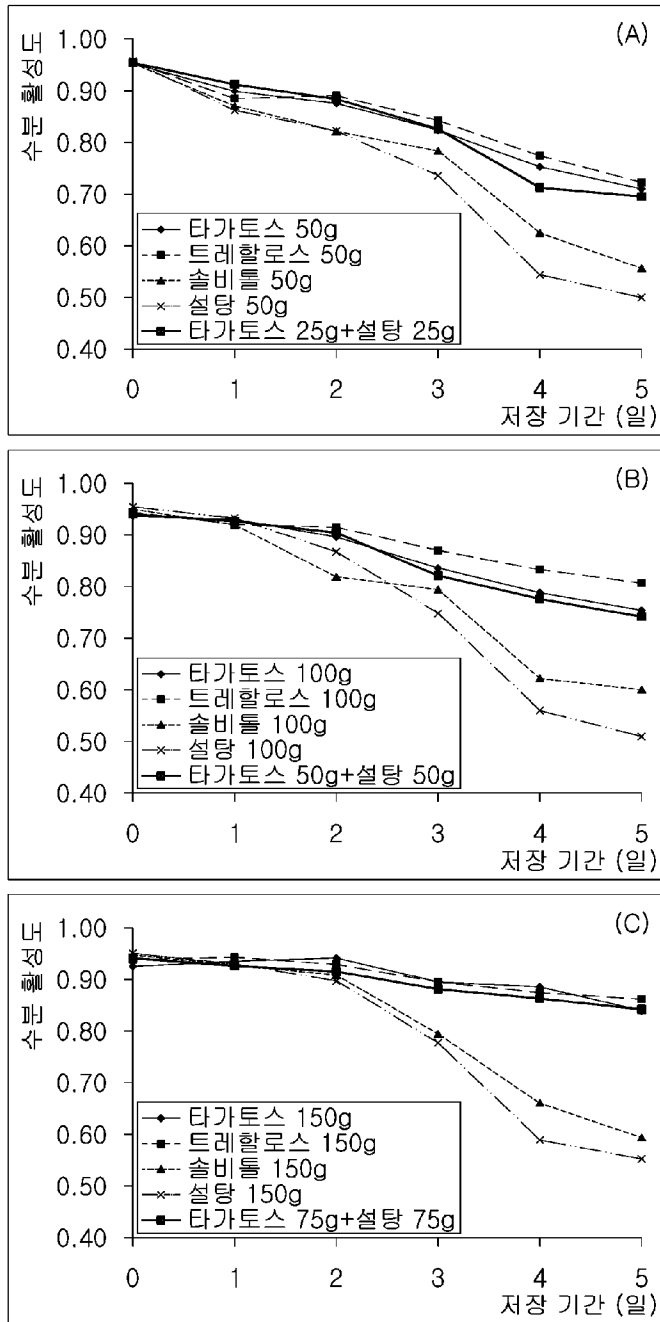 (A)
수분 활성도
1.00
0.90
0.80
0.70
0.60
0.50
0.40
타가토스 50g
트레할로스 50g
솔비톨 50g
설탕 50g
타가토스 25g+설탕 25g
0 1 2 3 4 5
저장 기간 (일)
(B)
수분 활성도
1.00
0.90
0.80
0.70
0.60
0.50
0.40
타가토스 100g
트레할로스 100g
솔비톨 100g
설탕 100g
타가토스 50g+설탕 50g
0 1 2 3 4 5
저장 기간 (일)
(C)
수분 활성도
1.00
0.90
0.80
0.70
0.60
0.50
0.40
타가토스 150g
트레할로스 150g
솔비톨 150g
설탕 150g
타가토스 75g+설탕 75g
0 1 2 3 4 5
저장 기간 (일)